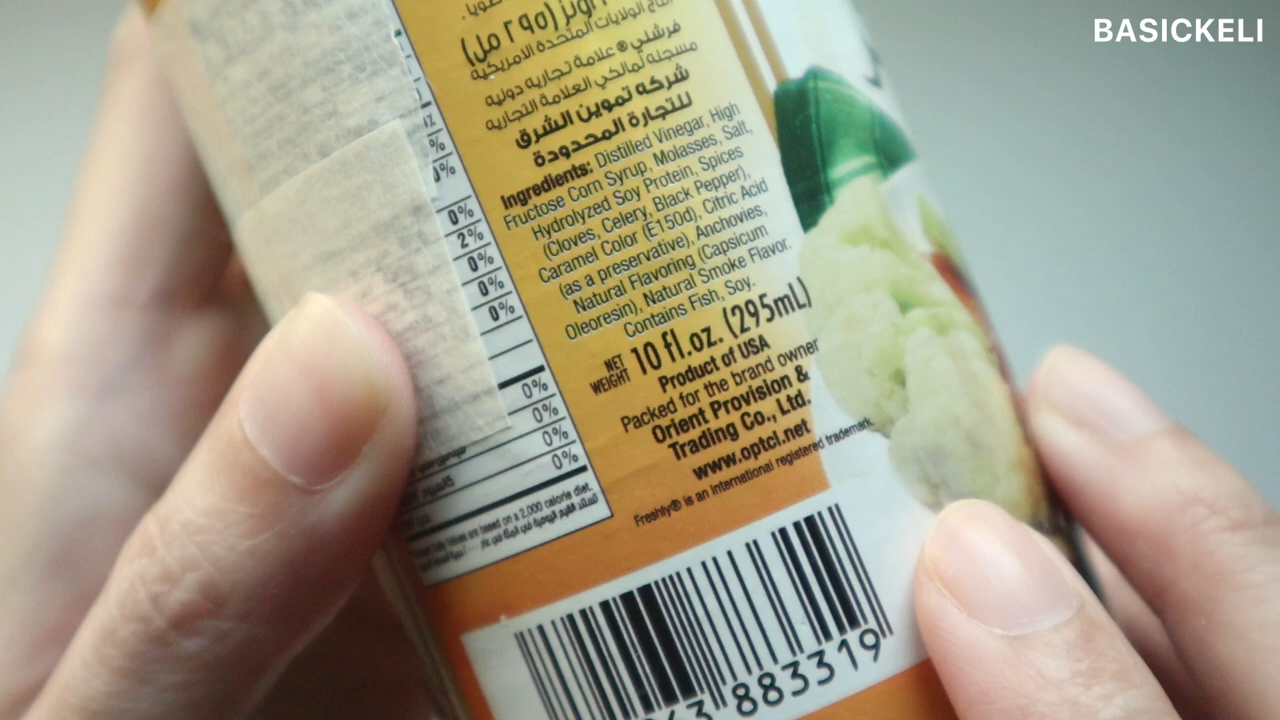 BASICKELI
أونز (٢٩٥ مل)
إنتاج الولايات المتحدة الامريكية
فرشلي® علامة تجارية دولية
مسجلة لمالكي العلامة التجارية
شركة تموين الشرق
للتجارة المحدودة
Ingredients: Distilled Vinegar, High
Fructose Corn Syrup, Molasses, Salt,
Hydrolyzed Soy Protein, Spices
(Cloves, Celery, Black Pepper),
Caramel Color (E150d), Citric Acid
(as a preservative), Anchovies,
Natural Flavoring (Capsicum
Oleoresin), Natural Smoke Flavor.
Contains Fish, Soy.
NET WEIGHT 10 fl.oz. (295mL)
Product of USA
Packed for the brand owner
Orient Provision &
Trading Co., Ltd.
www.optcl.net
Freshly® is an International registered trademark.
0%
2%
0%
0%
0%
0%
0%
0%
0%
Values are based on a 2,000 calorie diet.
883319